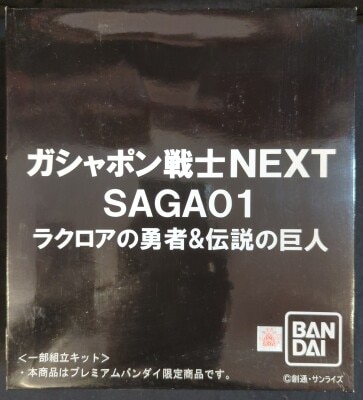 ガシャポン戦士NEXT
SAGA01
ラクロアの勇者&伝説の巨人
BAN
DAI
<一部組立キット>
・本商品はプレミアムバンダイ限定商品です。
©創通・サンライズ